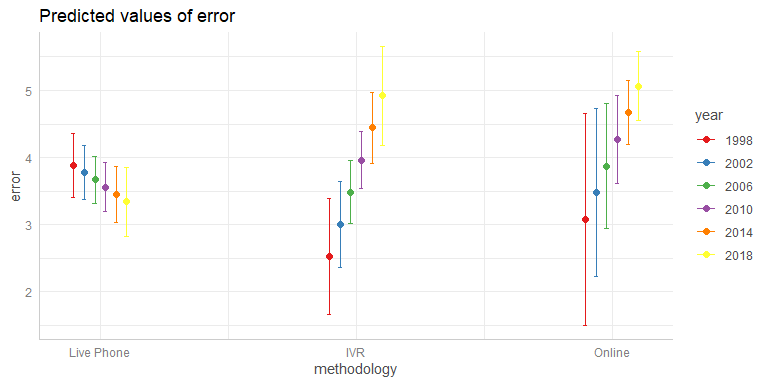 Predicted values of error
error
5
4
3
2
Live Phone
IVR
Online
methodology
year
1998
2002
2006
2010
2014
2018